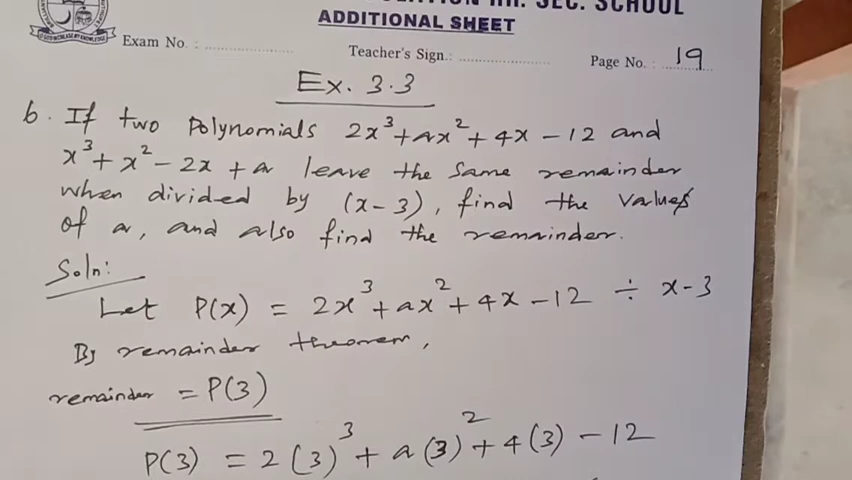 HR. SEC. SCHOOL
ADDITIONAL SHEET
Exam No. : ........................ Teacher's Sign.: ........................ Page No. : 19
Ex. 3.3
6. If two Polynomials 2x³+ax²+4x-12 and
x³+x²-2x+a leave the same remainder
when divided by (x-3), find the values
of a, and also find the remainder.
Soln:
Let P(x) = 2x³+ax²+4x-12 ÷ x-3
By remainder theorem,
remainder = P(3)
P(3) = 2(3)³+a(3)²+4(3)-12